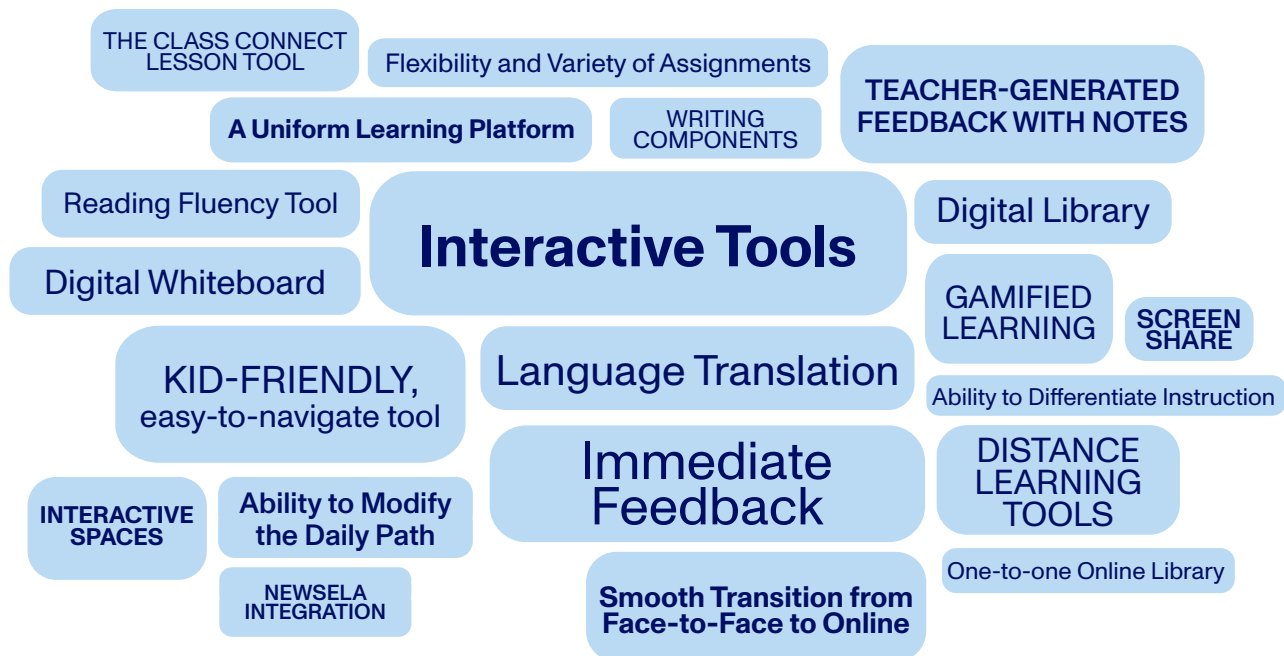 THE CLASS CONNECT
LESSON TOOL
Flexibility and Variety of Assignments
TEACHER-GENERATED
FEEDBACK WITH NOTES
A Uniform Learning Platform
WRITING
COMPONENTS
Reading Fluency Tool
Interactive Tools
Digital Library
Digital Whiteboard
GAMIFIED
LEARNING
SCREEN
SHARE
KID-FRIENDLY,
easy-to-navigate tool
Language Translation
Ability to Differentiate Instruction
Immediate
Feedback
DISTANCE
LEARNING
TOOLS
INTERACTIVE
SPACES
Ability to Modify
the Daily Path
One-to-one Online Library
NEWSELA
INTEGRATION
Smooth Transition from
Face-to-Face to Online